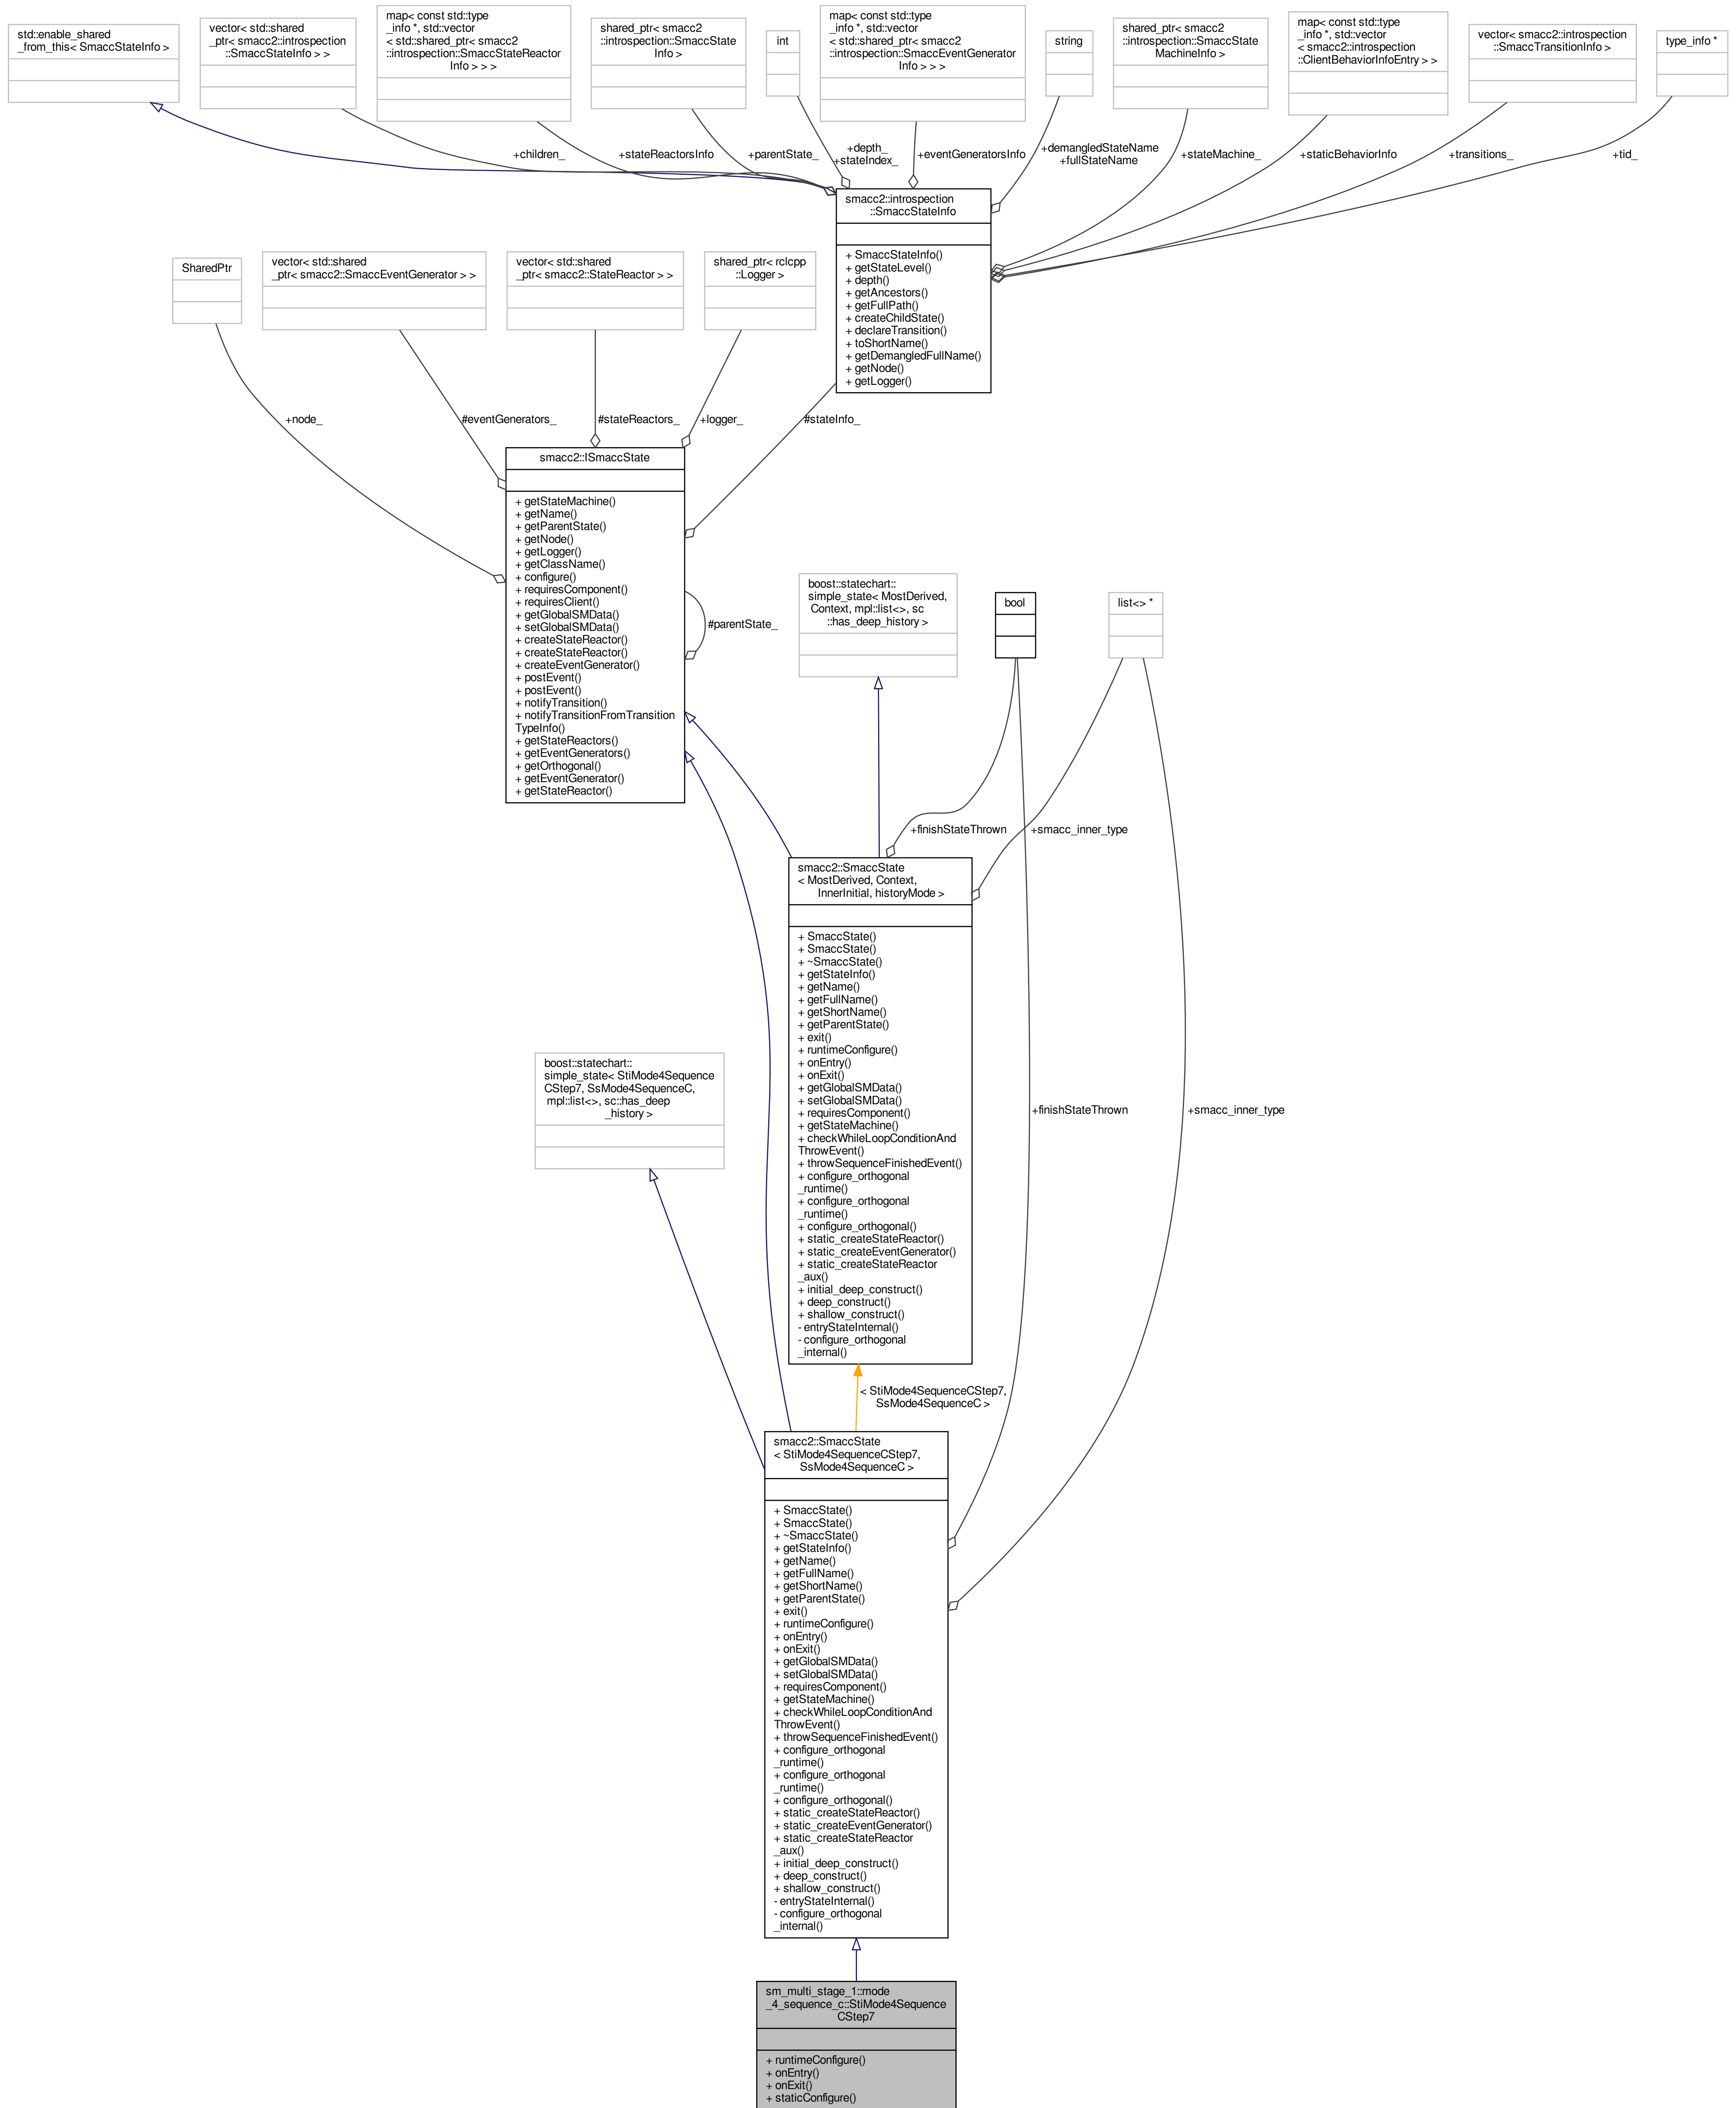 std::enable_shared
_from_this< SmaccStateInfo >
vector< std::shared
_ptr< smacc2::introspection
::SmaccStateInfo > >
map< const std::type
_info *, std::vector
< std::shared_ptr< smacc2
::introspection::SmaccStateReactor
Info > > >
shared_ptr< smacc2
::introspection::SmaccState
Info >
int
map< const std::type
_info *, std::vector
< std::shared_ptr< smacc2
::introspection::SmaccEventGenerator
Info > > >
string
shared_ptr< smacc2
::introspection::SmaccState
MachineInfo >
map< const std::type
_info *, std::vector
< smacc2::introspection
::ClientBehaviorInfoEntry > >
vector< smacc2::introspection
::SmaccTransitionInfo >
type_info *
+children_
+stateReactorsInfo
+parentState_
+depth_
+stateIndex_
+eventGeneratorsInfo
+demangledStateName
+fullStateName
+stateMachine_
+staticBehaviorInfo
+transitions_
+tid_
smacc2::introspection
::SmaccStateInfo
+ SmaccStateInfo()
+ getStateLevel()
+ depth()
+ getAncestors()
+ getFullPath()
+ createChildState()
+ declareTransition()
+ toShortName()
+ getDemangledFullName()
+ getNode()
+ getLogger()
SharedPtr
vector< std::shared
_ptr< smacc2::SmaccEventGenerator > >
vector< std::shared
_ptr< smacc2::StateReactor > >
shared_ptr< rclcpp
::Logger >
+node_
#eventGenerators_
#stateReactors_
+logger_
#stateInfo_
smacc2::ISmaccState
+ getStateMachine()
+ getName()
+ getParentState()
+ getNode()
+ getLogger()
+ getClassName()
+ configure()
+ requiresComponent()
+ requiresClient()
+ getGlobalSMData()
+ setGlobalSMData()
+ createStateReactor()
+ createStateReactor()
+ createEventGenerator()
+ postEvent()
+ postEvent()
+ notifyTransition()
+ notifyTransitionFromTransition
TypeInfo()
+ getStateReactors()
+ getEventGenerators()
+ getOrthogonal()
+ getEventGenerator()
+ getStateReactor()
#parentState_
boost::statechart::
simple_state< MostDerived,
Context, mpl::list<>, sc
::has_deep_history >
bool
list<> *
+finishStateThrown
+smacc_inner_type
smacc2::SmaccState
< MostDerived, Context,
InnerInitial, historyMode >
+ SmaccState()
+ SmaccState()
+ ~SmaccState()
+ getStateInfo()
+ getName()
+ getFullName()
+ getShortName()
+ getParentState()
+ exit()
+ runtimeConfigure()
+ onEntry()
+ onExit()
+ getGlobalSMData()
+ setGlobalSMData()
+ requiresComponent()
+ getStateMachine()
+ checkWhileLoopConditionAnd
ThrowEvent()
+ throwSequenceFinishedEvent()
+ configure_orthogonal
_runtime()
+ configure_orthogonal
_runtime()
+ configure_orthogonal()
+ static_createStateReactor()
+ static_createEventGenerator()
+ static_createStateReactor
_aux()
+ initial_deep_construct()
+ deep_construct()
+ shallow_construct()
- entryStateInternal()
- configure_orthogonal
_internal()
boost::statechart::
simple_state< StiMode4Sequence
CStep7, SsMode4SequenceC,
mpl::list<>, sc::has_deep
_history >
+finishStateThrown
+smacc_inner_type
< StiMode4SequenceCStep7,
SsMode4SequenceC >
smacc2::SmaccState
< StiMode4SequenceCStep7,
SsMode4SequenceC >
+ SmaccState()
+ SmaccState()
+ ~SmaccState()
+ getStateInfo()
+ getName()
+ getFullName()
+ getShortName()
+ getParentState()
+ exit()
+ runtimeConfigure()
+ onEntry()
+ onExit()
+ getGlobalSMData()
+ setGlobalSMData()
+ requiresComponent()
+ getStateMachine()
+ checkWhileLoopConditionAnd
ThrowEvent()
+ throwSequenceFinishedEvent()
+ configure_orthogonal
_runtime()
+ configure_orthogonal
_runtime()
+ configure_orthogonal()
+ static_createStateReactor()
+ static_createEventGenerator()
+ static_createStateReactor
_aux()
+ initial_deep_construct()
+ deep_construct()
+ shallow_construct()
- entryStateInternal()
- configure_orthogonal
_internal()
sm_multi_stage_1::mode
_4_sequence_c::StiMode4Sequence
CStep7
+ runtimeConfigure()
+ onEntry()
+ onExit()
+ staticConfigure()